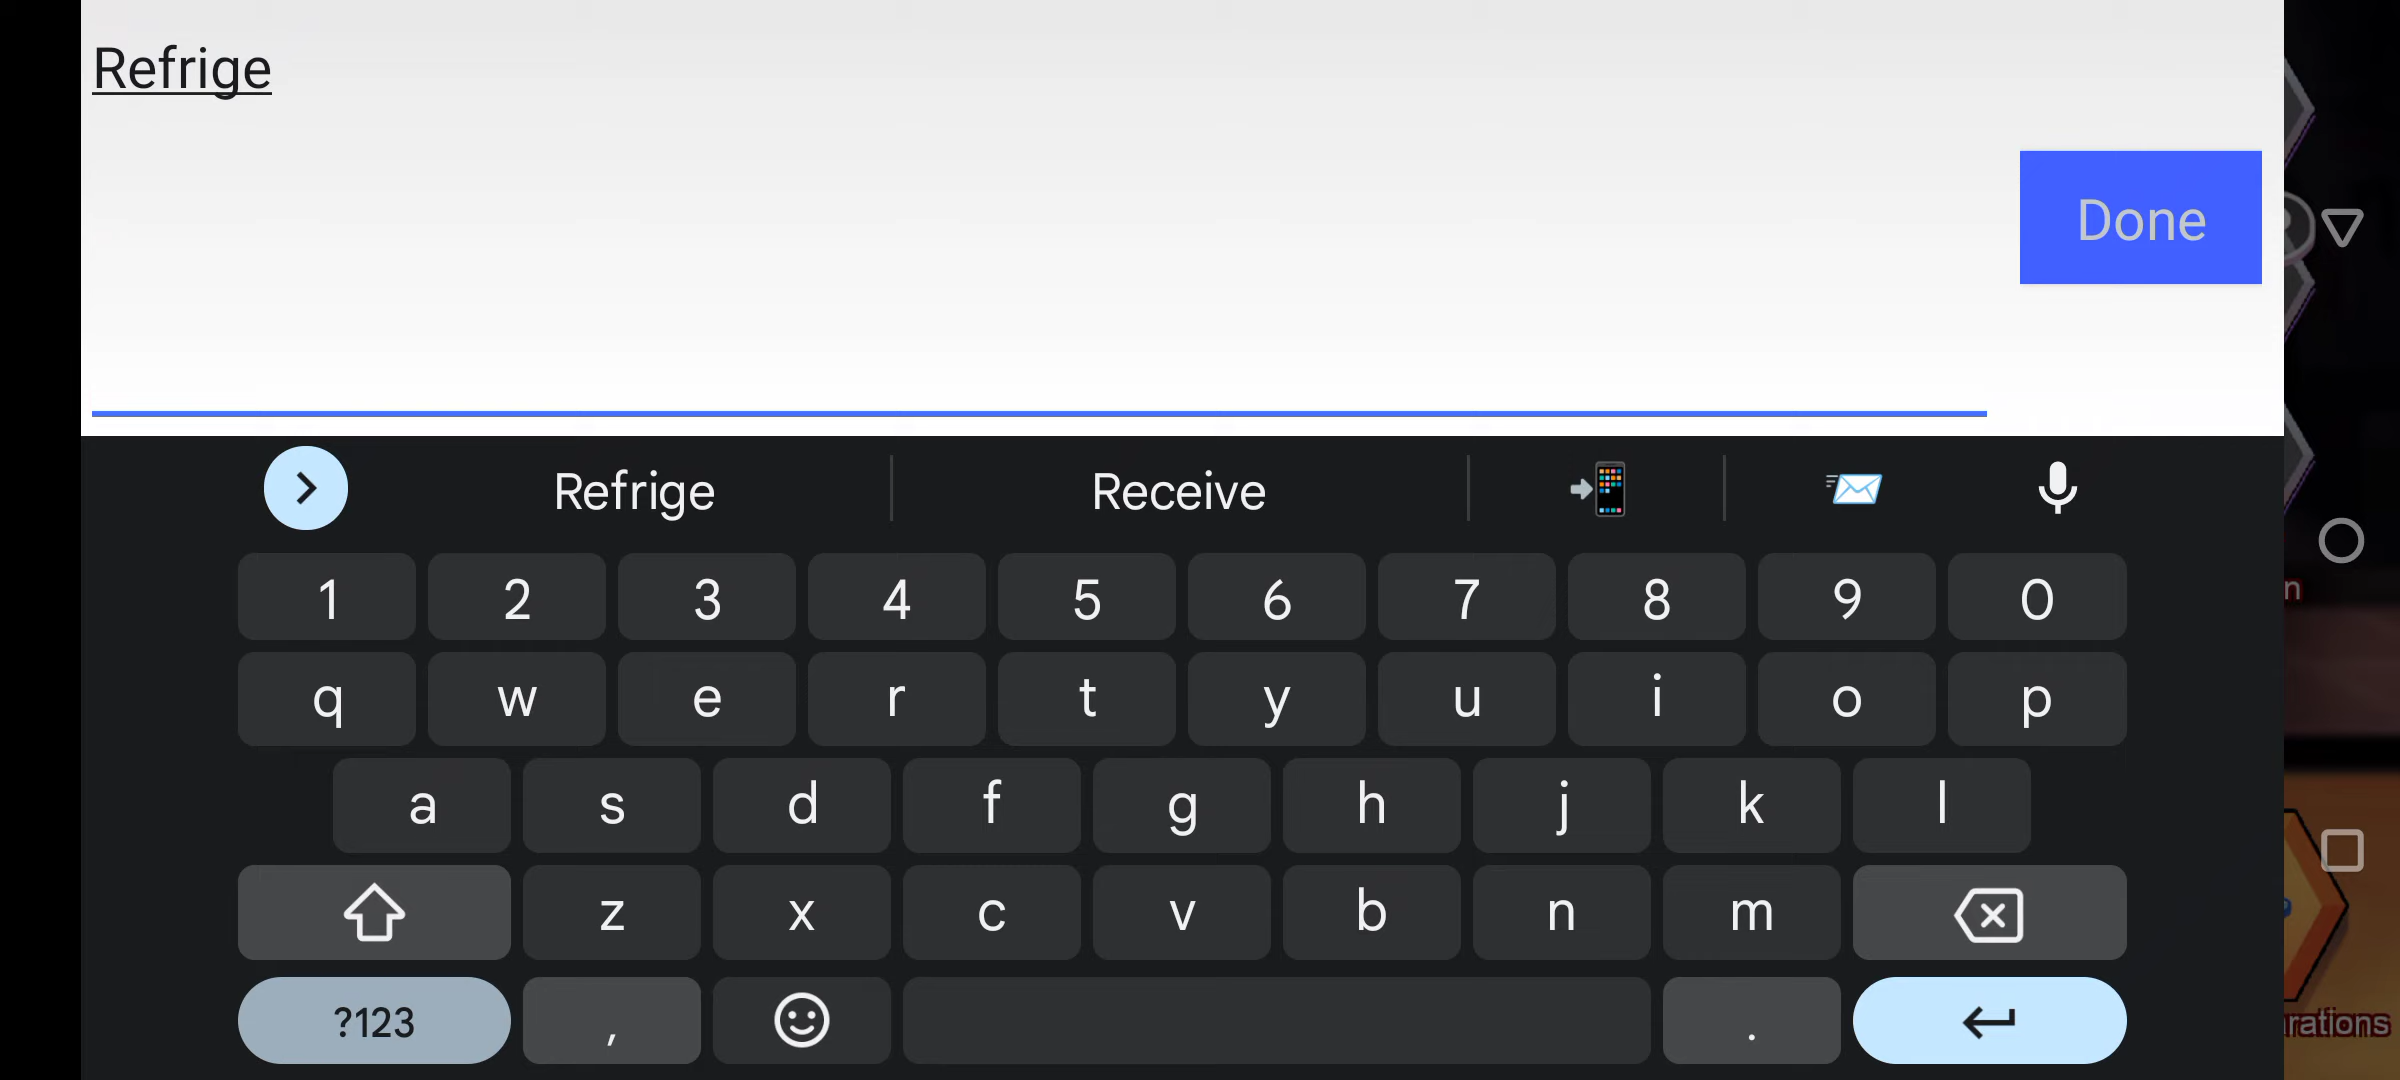 Refrige
Done
Refrige Receive
1 2 3 4 5 6 7 8 9 0
q w e r t y u i o p
a s d f g h j k l
z x c v b n m
?123 , .
n
rations